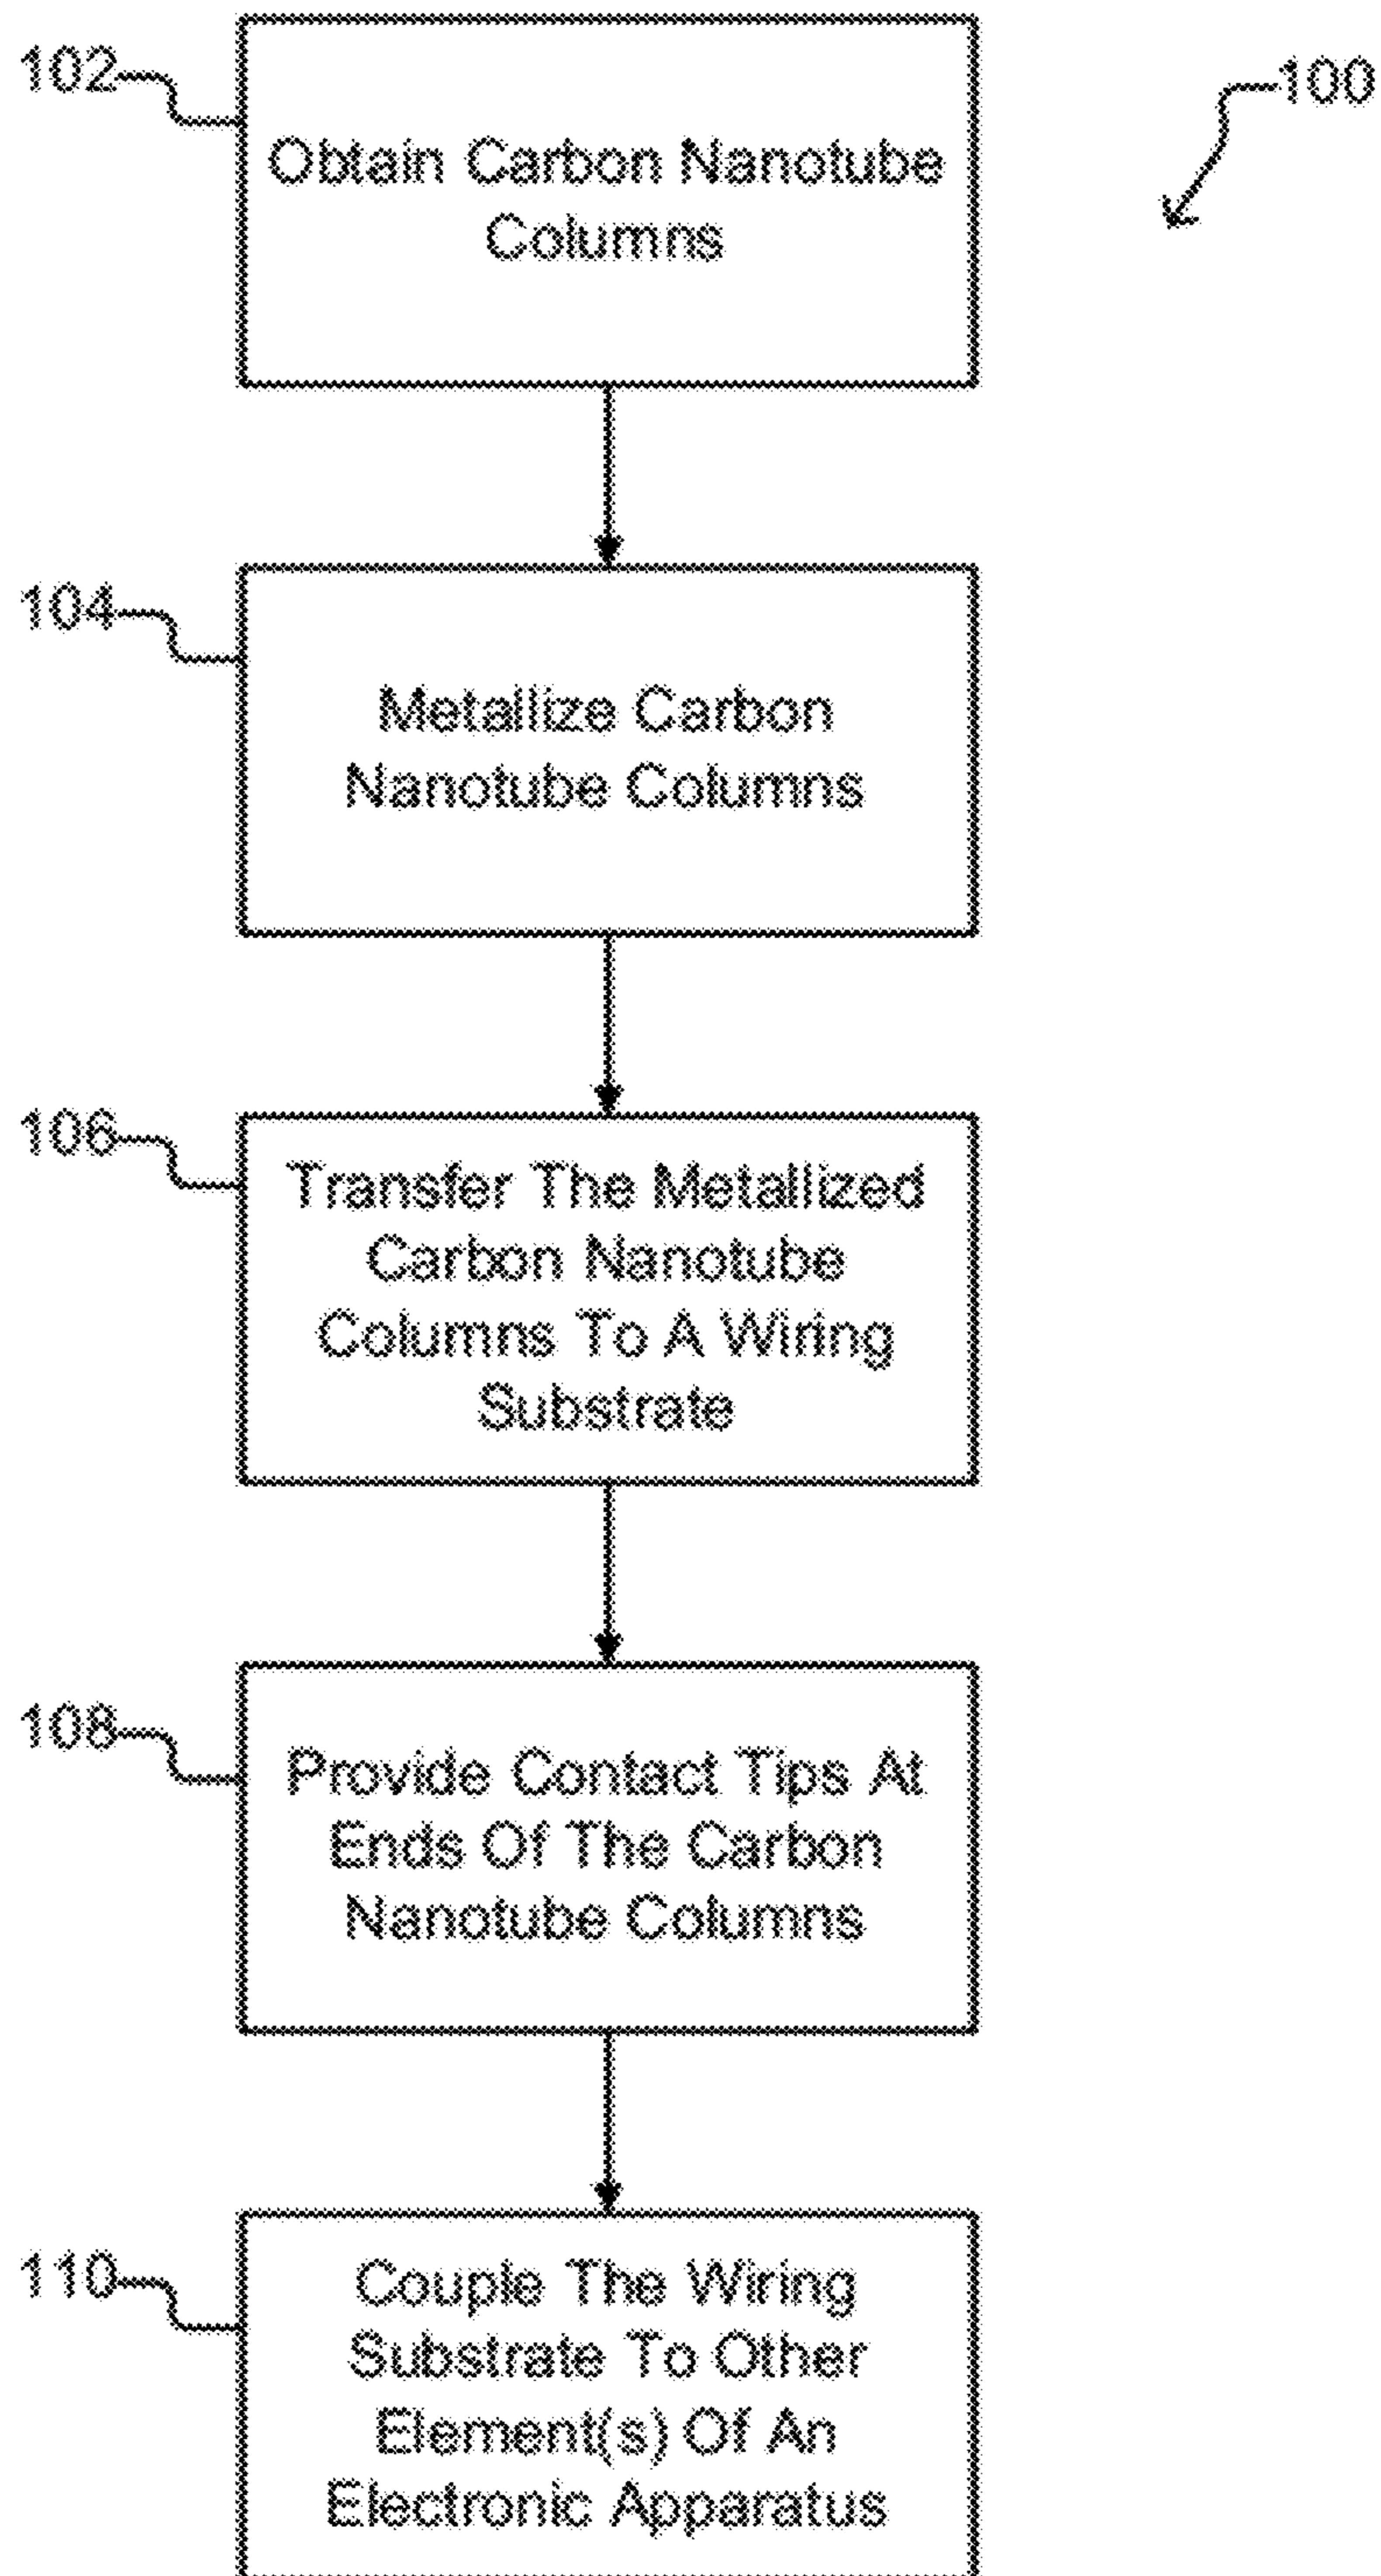 102
100
Obtain Carbon Nanotube
Columns
104
Metallize Carbon
Nanotube Columns
106
Transfer The Metallized
Carbon Nanotube
Columns To A Wiring
Substrate
108
Provide Contact Tips At
Ends Of The Carbon
Nanotube Columns
110
Couple The Wiring
Substrate To Other
Element(s) Of An
Electronic Apparatus